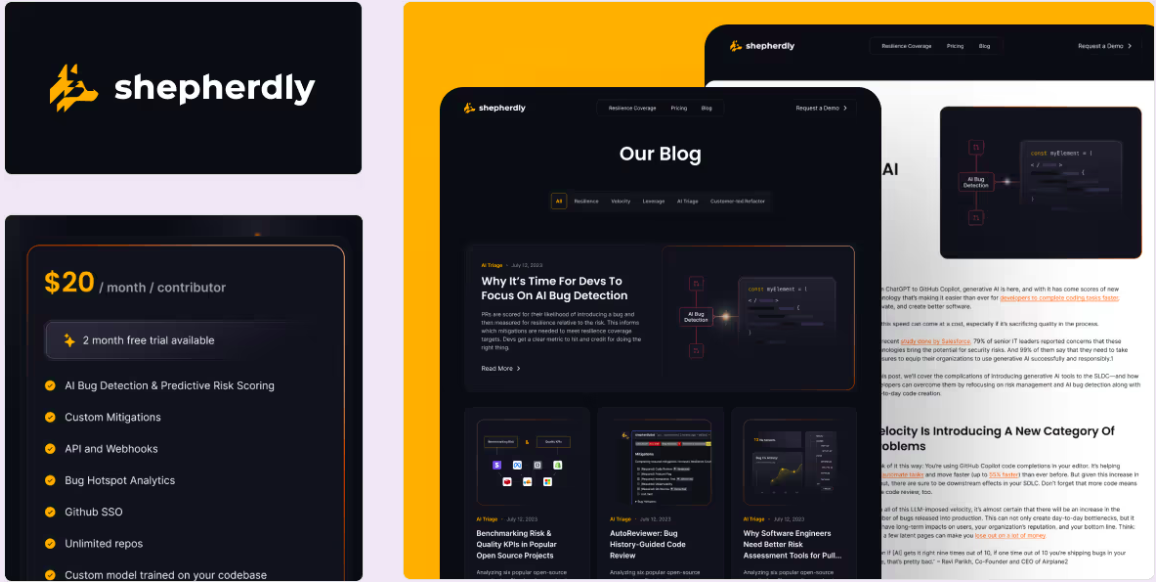 shepherdly
$20 / month / contributor
2 month free trial available
AI Bug Detection & Predictive Risk Scoring
Custom Mitigations
API and Webhooks
Bug Hotspot Analytics
Github SSO
Unlimited repos
Custom model trained on your codebase
shepherdly
Resilience Coverage
Pricing
Blog
Request a Demo
shepherdly
Resilience Coverage
Pricing
Blog
Request a Demo
Our Blog
All
Resilience
Velocity
Leverage
AI Triage
Customer-led Refactor
AI Triage • July 12, 2023
Why It's Time For Devs To
Focus On AI Bug Detection
PRs are scored for their likelihood of introducing a bug and
then measured for resilience relative to the risk. This informs
which mitigations are needed to meet resilience coverage
targets. Devs get a clear metric to hit and credit for doing the
right thing.
Read More
AI Bug
Detection
const myElement = (
< / >
{
)
Benchmarking Risk
&
Quality KPIs
AI Triage • July 12, 2023
Benchmarking Risk &
Quality KPIs in Popular
Open Source Projects
Analyzing six popular open-source
Mitigations
AI Triage • July 10, 2023
AutoReviewer: Bug
History-Guided Code
Review
Analyzing six popular open-source
AI Triage • July 12, 2023
Why Software Engineers
Need Better Risk
Assessment Tools for Pull...
Analyzing six popular open-source
AI
AI Bug
Detection
const myElement = (
< / >
{
)
n ChatGPT to GitHub Copilot, generative AI is here, and with it has come scores of new
nology that's making it easier than ever for developers to complete coding tasks faster,
vate, and create better software.
this speed can come at a cost, especially if it's sacrificing quality in the process.
recent study done by Salesforce, 79% of senior IT leaders reported concerns that these
nologies bring the potential for security risks. And 99% of them say that they need to take
sures to equip their organizations to use generative AI successfully and responsibly.1
his post, we'll cover the complications of introducing generative AI tools to the SLDC—and how
lopers can overcome them by refocusing on risk management and AI bug detection along with
-to-day code creation.
elocity Is Introducing A New Category Of
roblems
k of it this way: You're using GitHub Copilot code completions in your editor. It's helping
automate tasks and move faster (up to 55% faster) than ever before. But given this increase in
out, there are sure to be downstream effects in your SDLC. Don't forget that more code means
e code review, too.
all of this LLM-imposed velocity, it's almost certain that there will be an increase in the
ber of bugs released into production. This can not only create day-to-day bottlenecks, but it
have long-term impacts on users, your organization's reputation, and your bottom line. Think:
a few latent pages can make you lose out on a lot of money.
n if [AI] gets it right nine times out of 10, if one time out of 10 you're shipping bugs in your
, that's pretty bad." – Ravi Parikh, Co-Founder and CEO of Airplane2